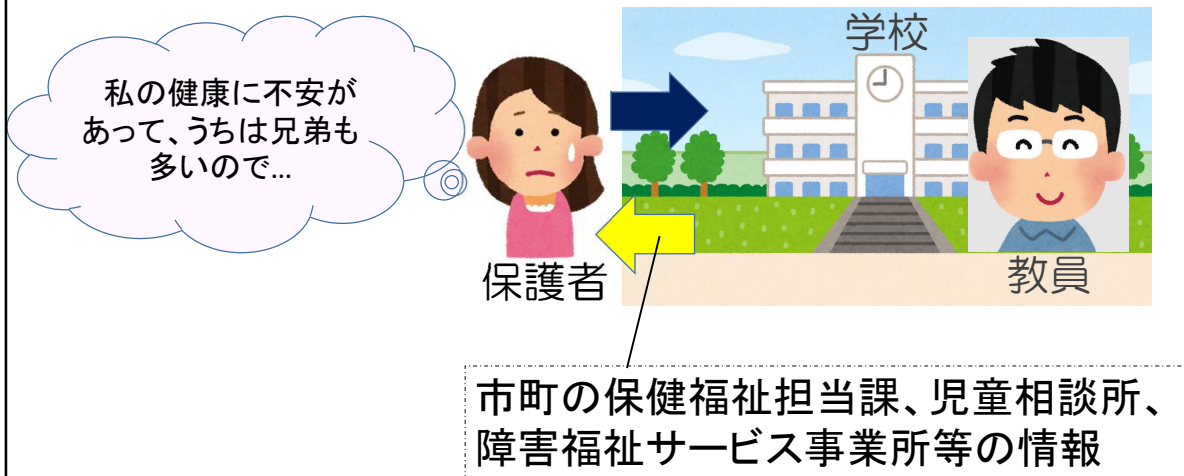 学校
私の健康に不安が
あって、うちは兄弟も
多いので...
保護者
教員
市町の保健福祉担当課、児童相談所、
障害福祉サービス事業所等の情報